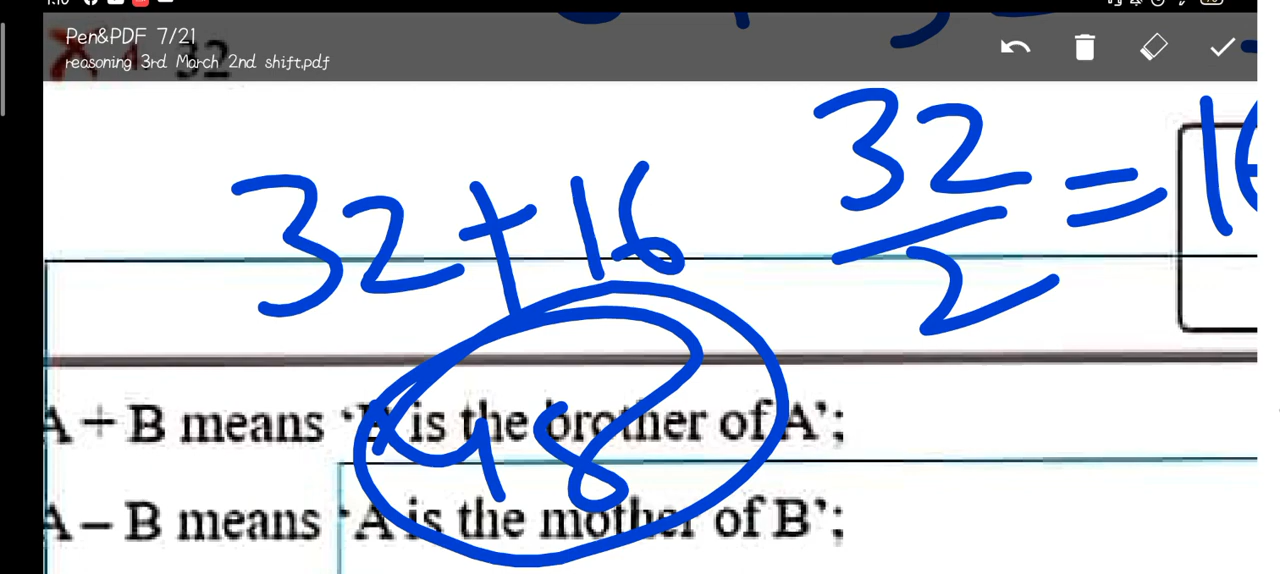 Pen&PDF 7/21
reasoning 3rd March 2nd shift.pdf
32
32 + 16
32/2 = 16
48
A + B means ‘B is the brother of A’;
A – B means ‘A is the mother of B’;